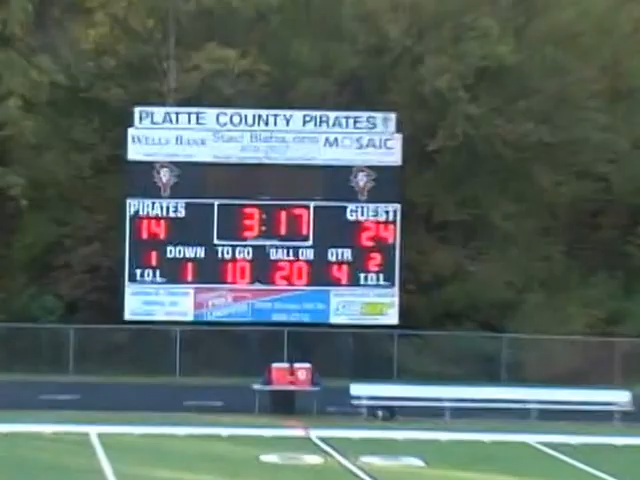 PLATTE COUNTY PIRATES
WELLS BANK MOSAIC
PIRATES 3:17 GUEST
14 24
DOWN TO GO BALL ON QTR
1 1 10 20 4 2
T.O.L. T.O.L.
SUBWAY